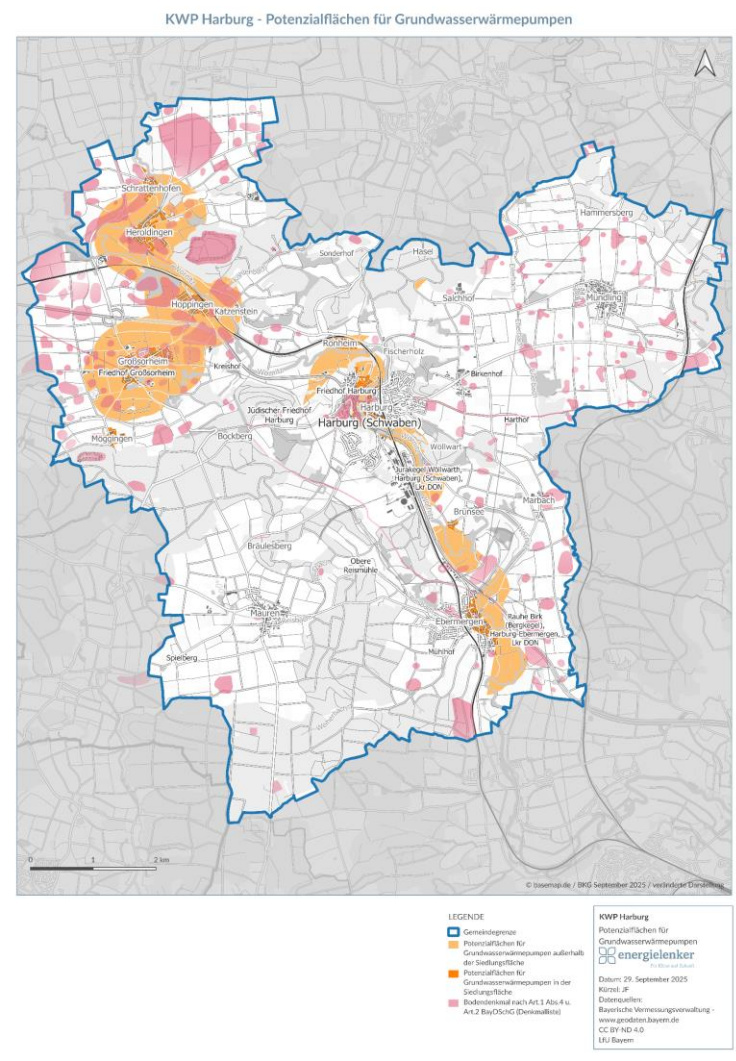 KWP Harburg - Potenzialflächen für Grundwasserwärmepumpen
Schrattenhofen
Heroldingen
Hammersberg
Sonderhof
Hasel
Salchhof
Mündling
Hoppingen
Katzenstein
Ronheim
Fischerholz
Großsorheim
Friedhof Großsorheim
Kreishof
Birkenhof
Friedhof Harburg
Jüdischer Friedhof
Harburg
Harburg
Harburg (Schwaben)
Harthof
Möggingen
Bockberg
Wöllwart
Jurakegel Wöllwarth,
Harburg (Schwaben),
Lkr DON
Marbach
Brünsee
Bräulesberg
Obere
Reismühle
Mauren
Ebermergen
Rauhe Birk
(Bergkegel),
Harburg-Ebermergen,
Lkr DON
Mühlhof
Spielberg
0 1 2 km
© basemap.de / BKG September 2025 / veränderte Darstellung
LEGENDE
Gemeindegrenze
Potenzialflächen für
Grundwasserwärmepumpen außerhalb
der Siedlungsfläche
Potenzialflächen für
Grundwasserwärmepumpen in der
Siedlungsfläche
Bodendenkmal nach Art.1 Abs.4 u.
Art.2 BayDSchG (Denkmalliste)
KWP Harburg
Potenzialflächen für
Grundwasserwärmepumpen
energielenker
Datum: 29. September 2025
Kürzel: JF
Datenquellen:
Bayerische Vermessungsverwaltung -
www.geodaten.bayern.de
CC BY-ND 4.0
LfU Bayern